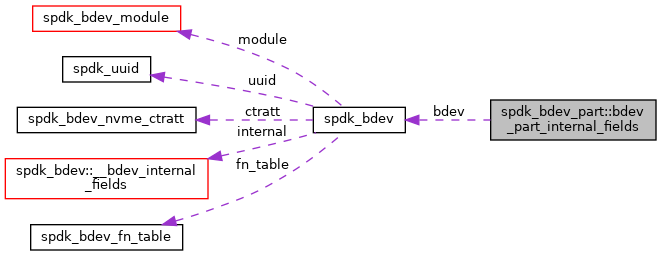 spdk_bdev_module
module
spdk_uuid
uuid
spdk_bdev_nvme_ctratt
ctratt
spdk_bdev
bdev
spdk_bdev_part::bdev
_part_internal_fields
internal
spdk_bdev::__bdev_internal
_fields
fn_table
spdk_bdev_fn_table